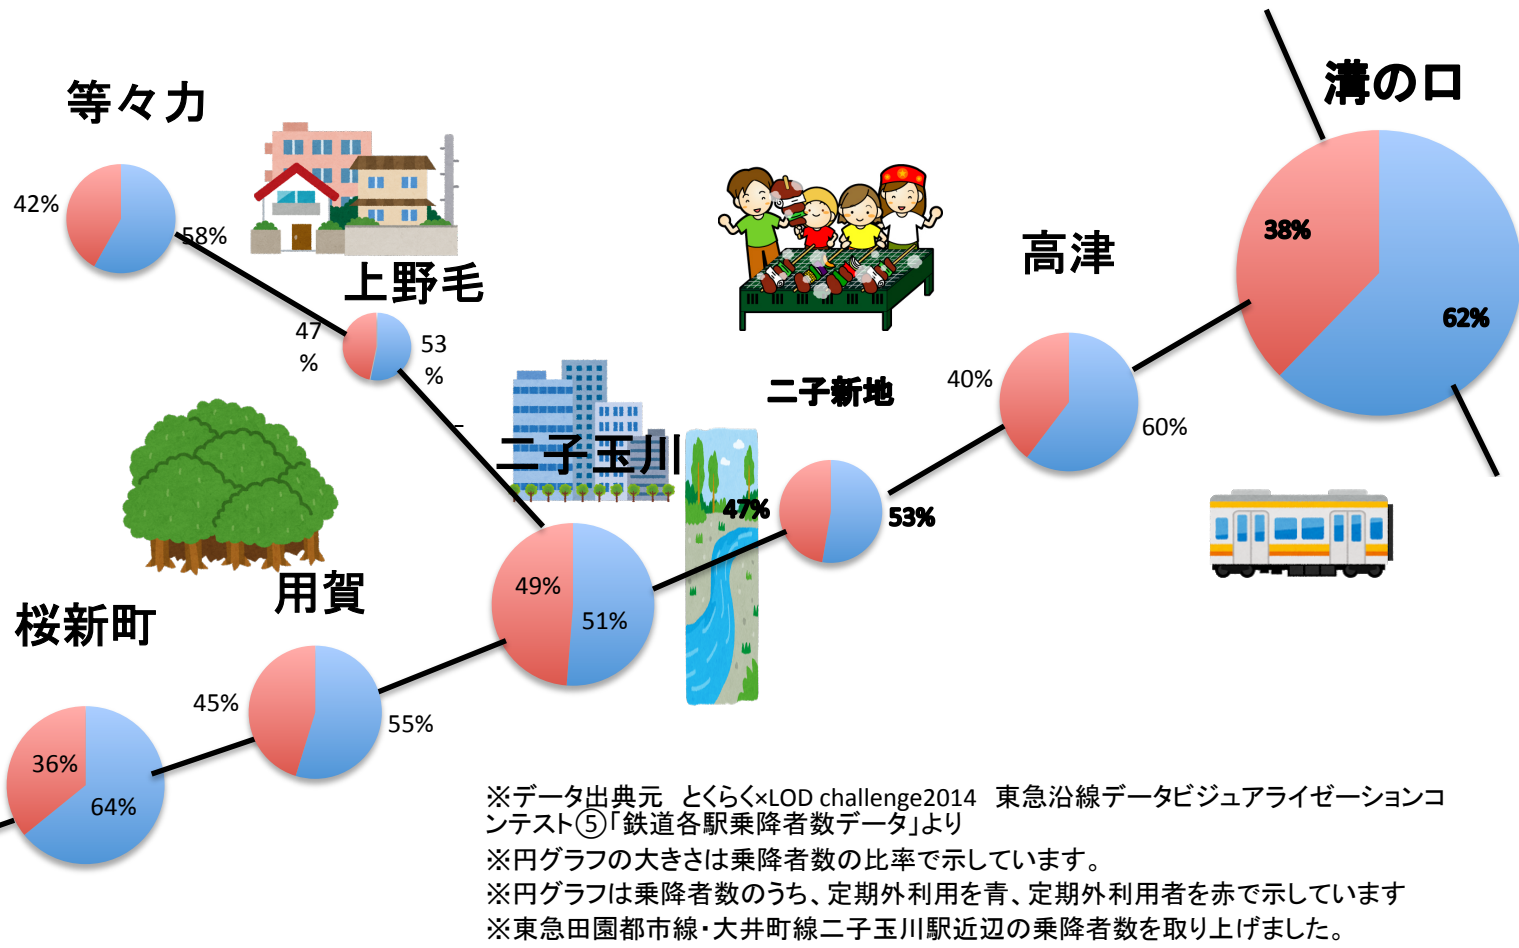 等々力
42%
58%
上野毛
47
%
53
%
溝の口
38%
62%
高津
40%
60%
二子新地
47%
53%
二子玉川
49%
51%
用賀
45%
55%
桜新町
36%
64%
※データ出典元　とくらく×LOD challenge2014　東急沿線データビジュアライゼーションコ
ンテスト⑤「鉄道各駅乗降者数データ」より
※円グラフの大きさは乗降者数の比率で示しています。
※円グラフは乗降者数のうち、定期外利用を青、定期外利用者を赤で示しています
※東急田園都市線・大井町線二子玉川駅近辺の乗降者数を取り上げました。